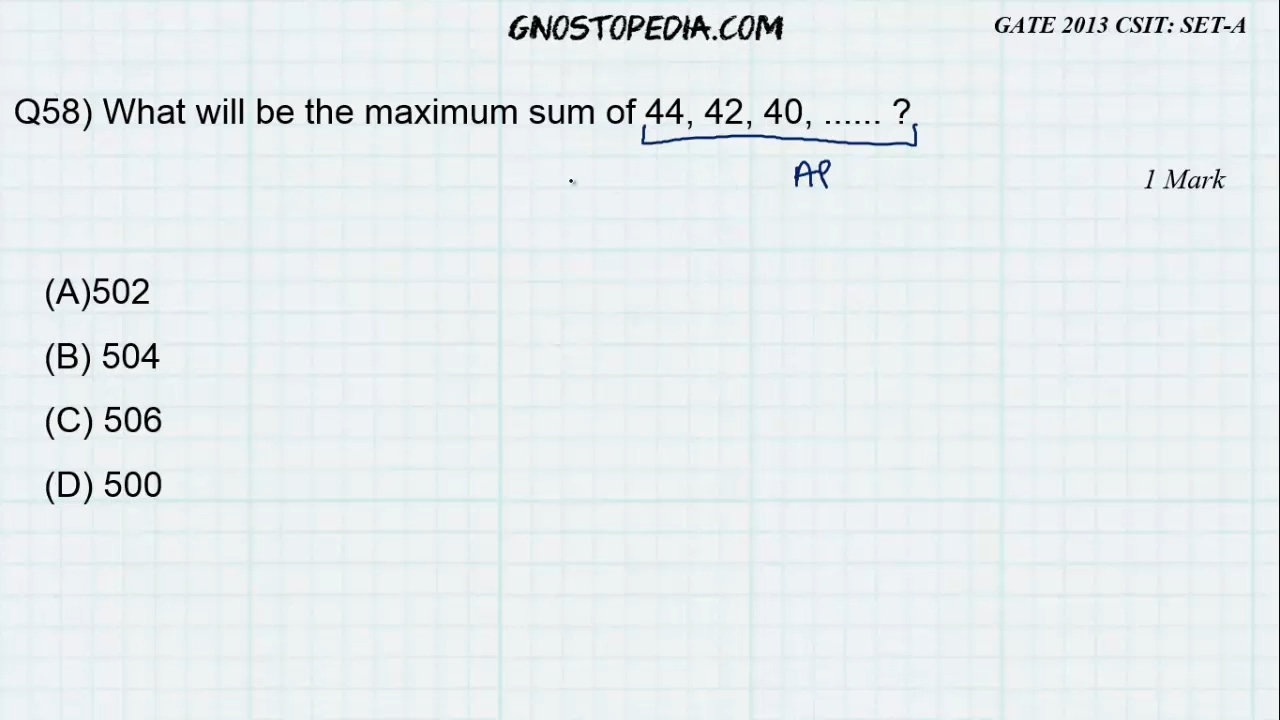 GNOSTOPEDIA.COM
GATE 2013 CSIT: SET-A
Q58) What will be the maximum sum of 44, 42, 40, ...... ?
AP
1 Mark
(A)502
(B) 504
(C) 506
(D) 500